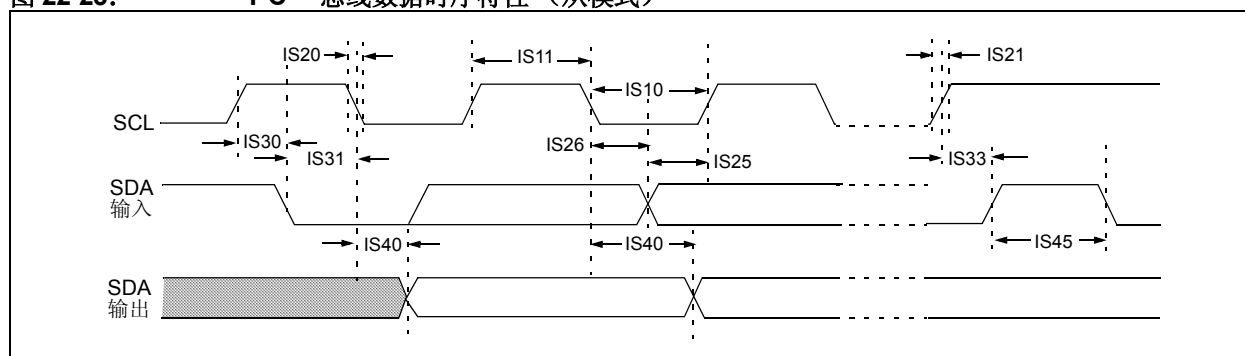 IS20
IS11
IS21
IS10
SCL
IS30
IS31
IS26
IS25
IS33
SDA
输入
IS40
IS40
IS45
SDA
输出